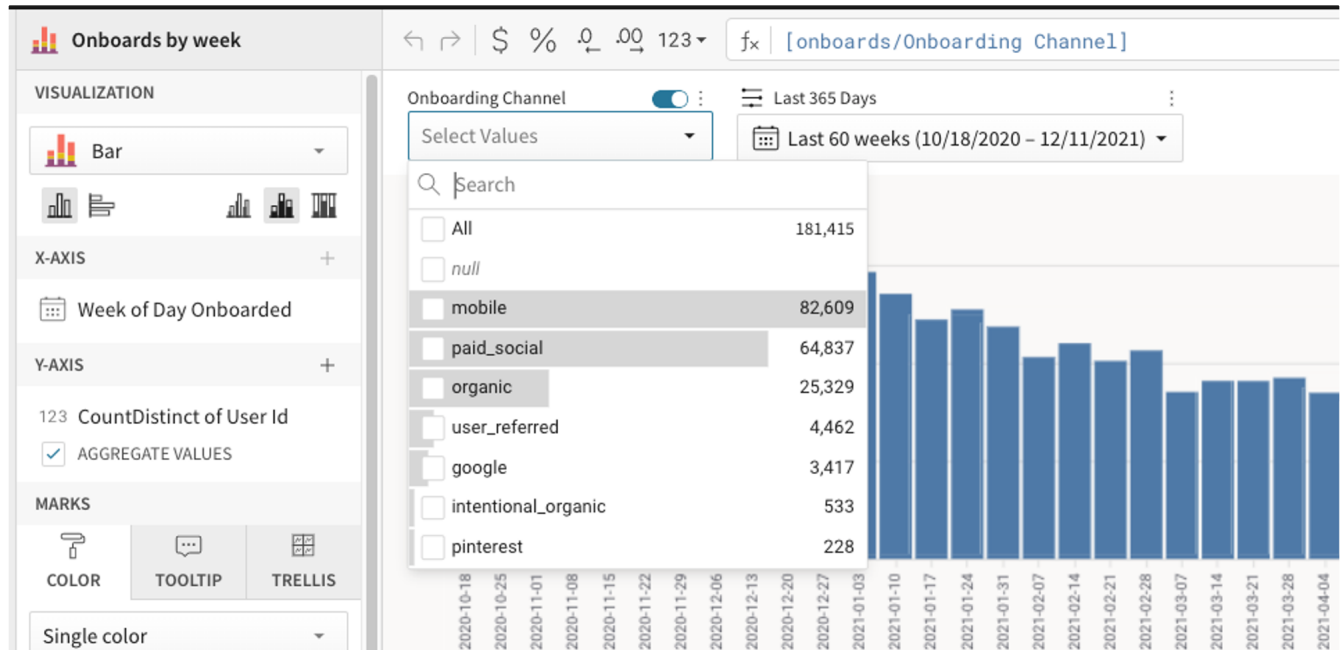 Onboards by week
$ % .0 .00 123
fx [onboards/Onboarding Channel]
VISUALIZATION
Bar
X-AXIS
Week of Day Onboarded
Y-AXIS
123 CountDistinct of User Id
AGGREGATE VALUES
MARKS
COLOR TOOLTIP TRELLIS
Single color
Onboarding Channel
Select Values
Last 365 Days
Last 60 weeks (10/18/2020 – 12/11/2021)
Search
All 181,415
null
mobile 82,609
paid_social 64,837
organic 25,329
user_referred 4,462
google 3,417
intentional_organic 533
pinterest 228
2020-10-18
2020-10-25
2020-11-01
2020-11-08
2020-11-15
2020-11-22
2020-11-29
2020-12-06
2020-12-13
2020-12-20
2020-12-27
2021-01-03
2021-01-10
2021-01-17
2021-01-24
2021-01-31
2021-02-07
2021-02-14
2021-02-21
2021-02-28
2021-03-07
2021-03-14
2021-03-21
2021-03-28
2021-04-04